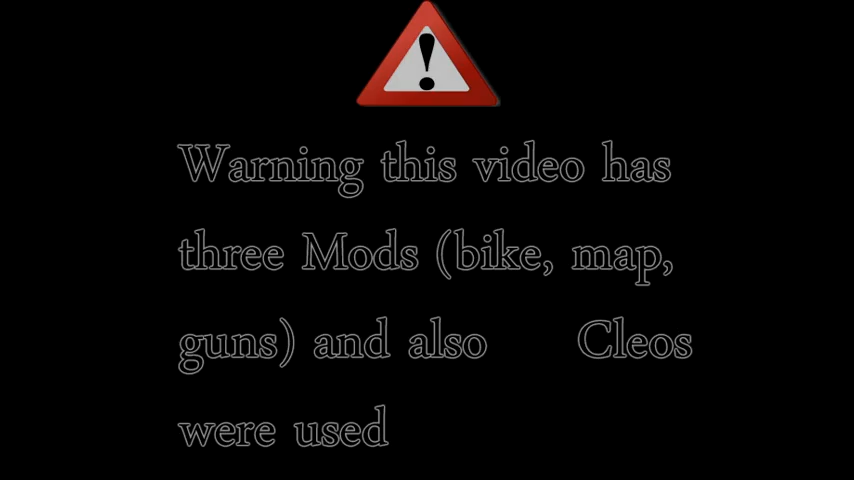 Warning this video has
three Mods (bike, map,
guns) and also Cleos
were used